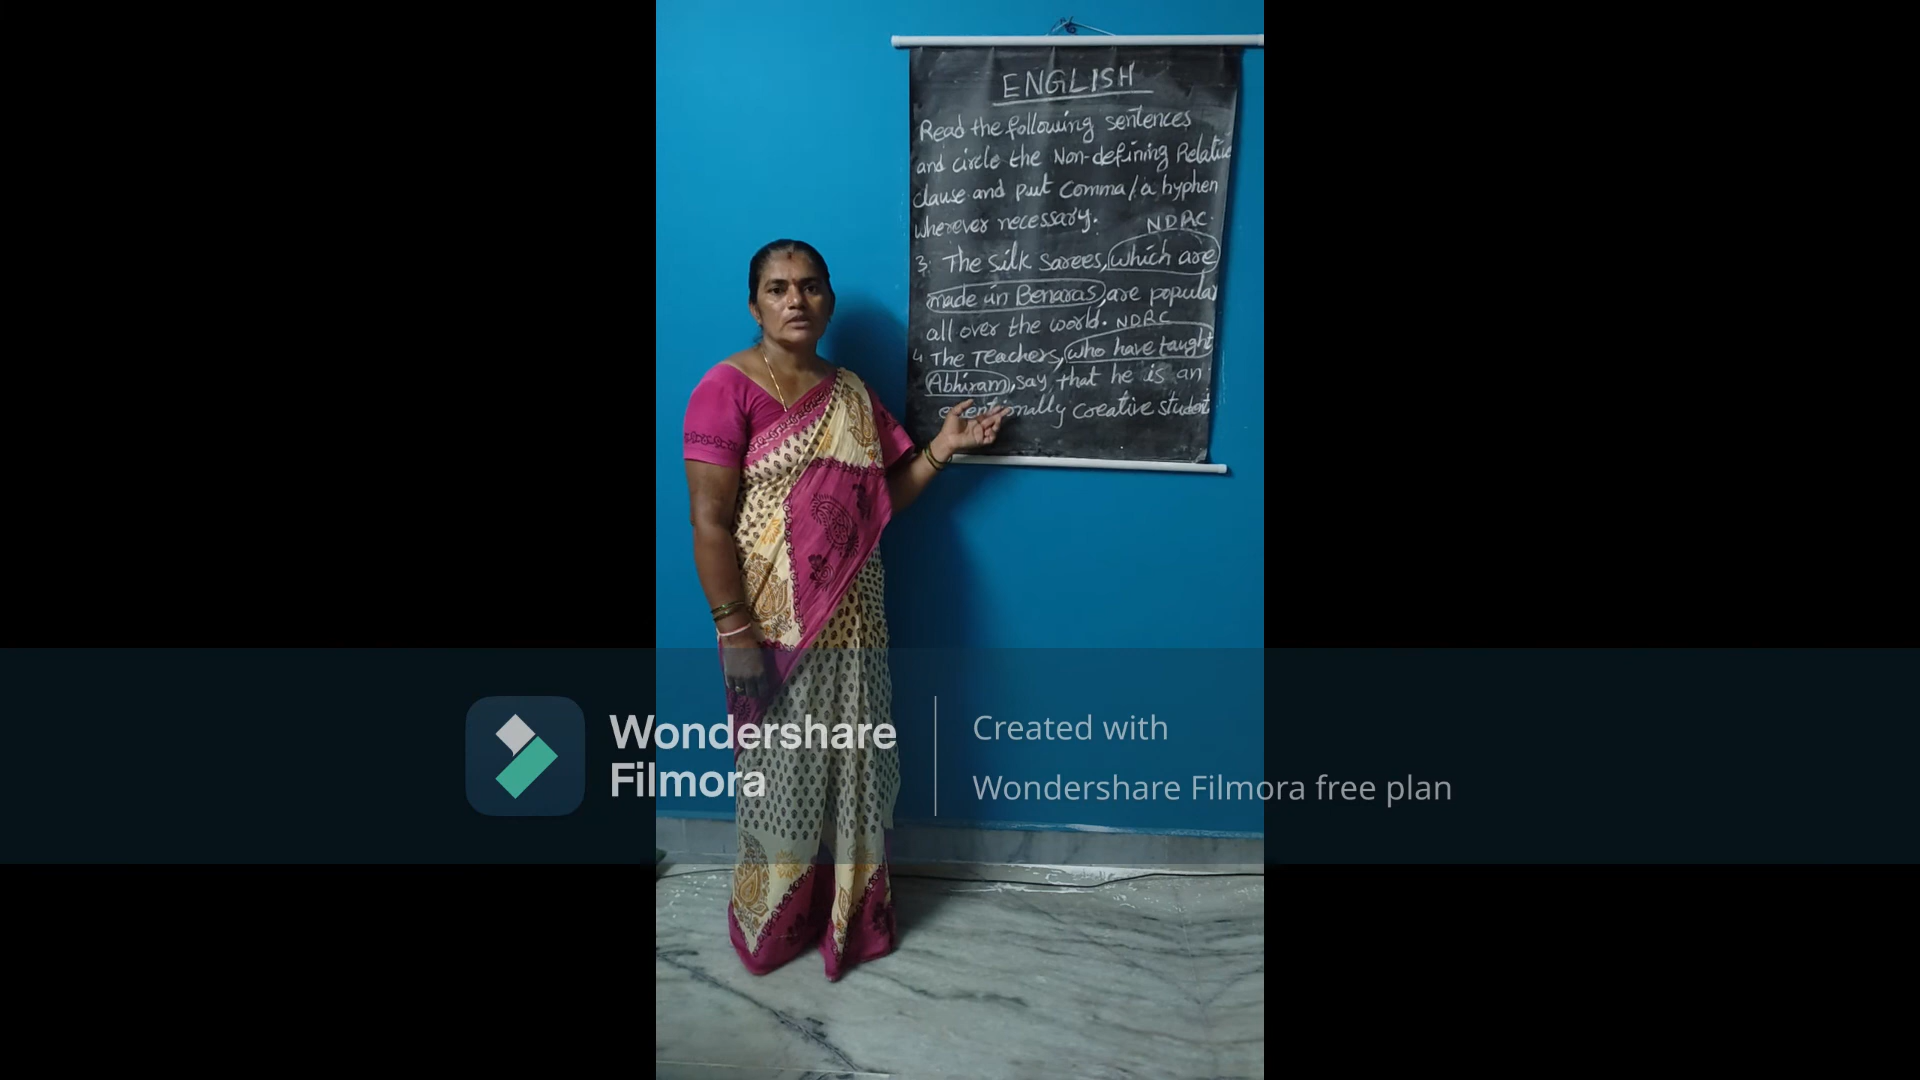 ENGLISH
Read the following sentences
and circle the Non-defining Relative
clause and put Comma / a hyphen
wherever necessary.
NDRC.
3. The Silk Sarees, which are
made in Benaras, are popular
all over the world. NDRC
4 The Teachers, who have taught
Abhiram, say that he is an
creative student
Wondershare
Filmora
Created with
Wondershare Filmora free plan